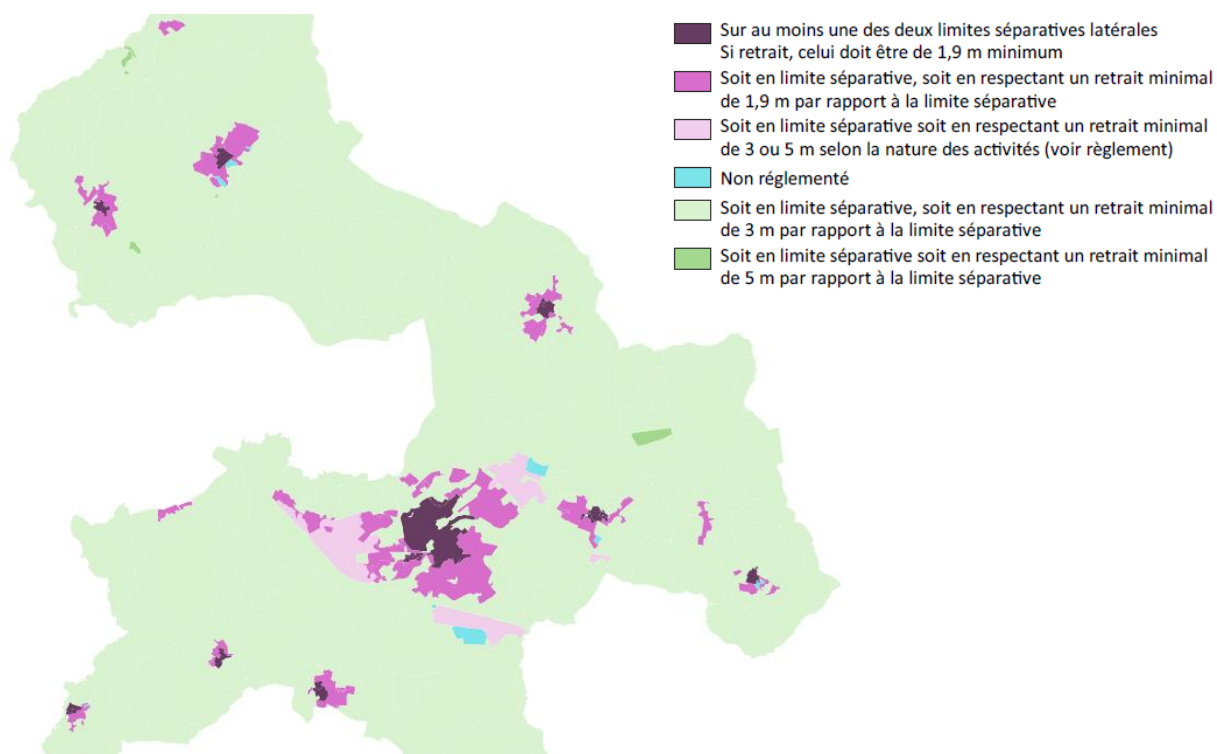 Sur au moins une des deux limites séparatives latérales
Si retrait, celui doit être de 1,9 m minimum
Soit en limite séparative, soit en respectant un retrait minimal
de 1,9 m par rapport à la limite séparative
Soit en limite séparative soit en respectant un retrait minimal
de 3 ou 5 m selon la nature des activités (voir règlement)
Non réglementé
Soit en limite séparative, soit en respectant un retrait minimal
de 3 m par rapport à la limite séparative
Soit en limite séparative soit en respectant un retrait minimal
de 5 m par rapport à la limite séparative